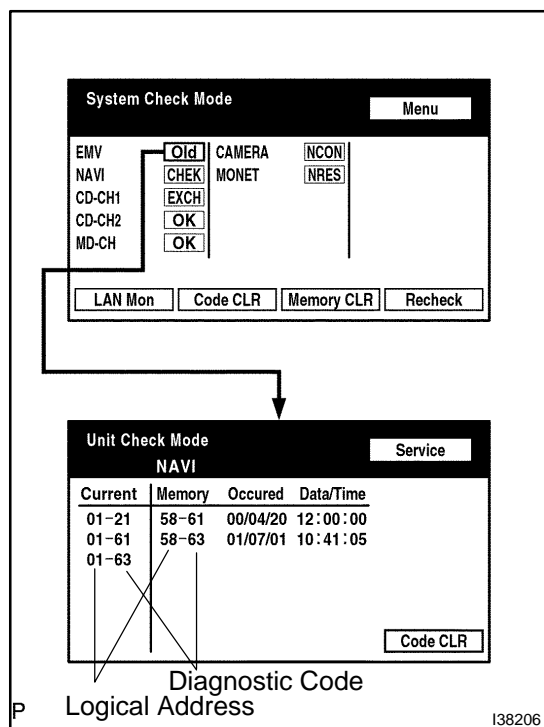 System Check Mode
Menu
EMV Old CAMERA NCON
NAVI CHEK MONET NRES
CD-CH1 EXCH
CD-CH2 OK
MD-CH OK
LAN Mon Code CLR Memory CLR Recheck
Unit Check Mode
NAVI
Service
Current Memory Occured Data/Time
01-21 58-61 00/04/20 12:00:00
01-61 58-63 01/07/01 10:41:05
01-63
Code CLR
Diagnostic Code
Logical Address
P
I38206